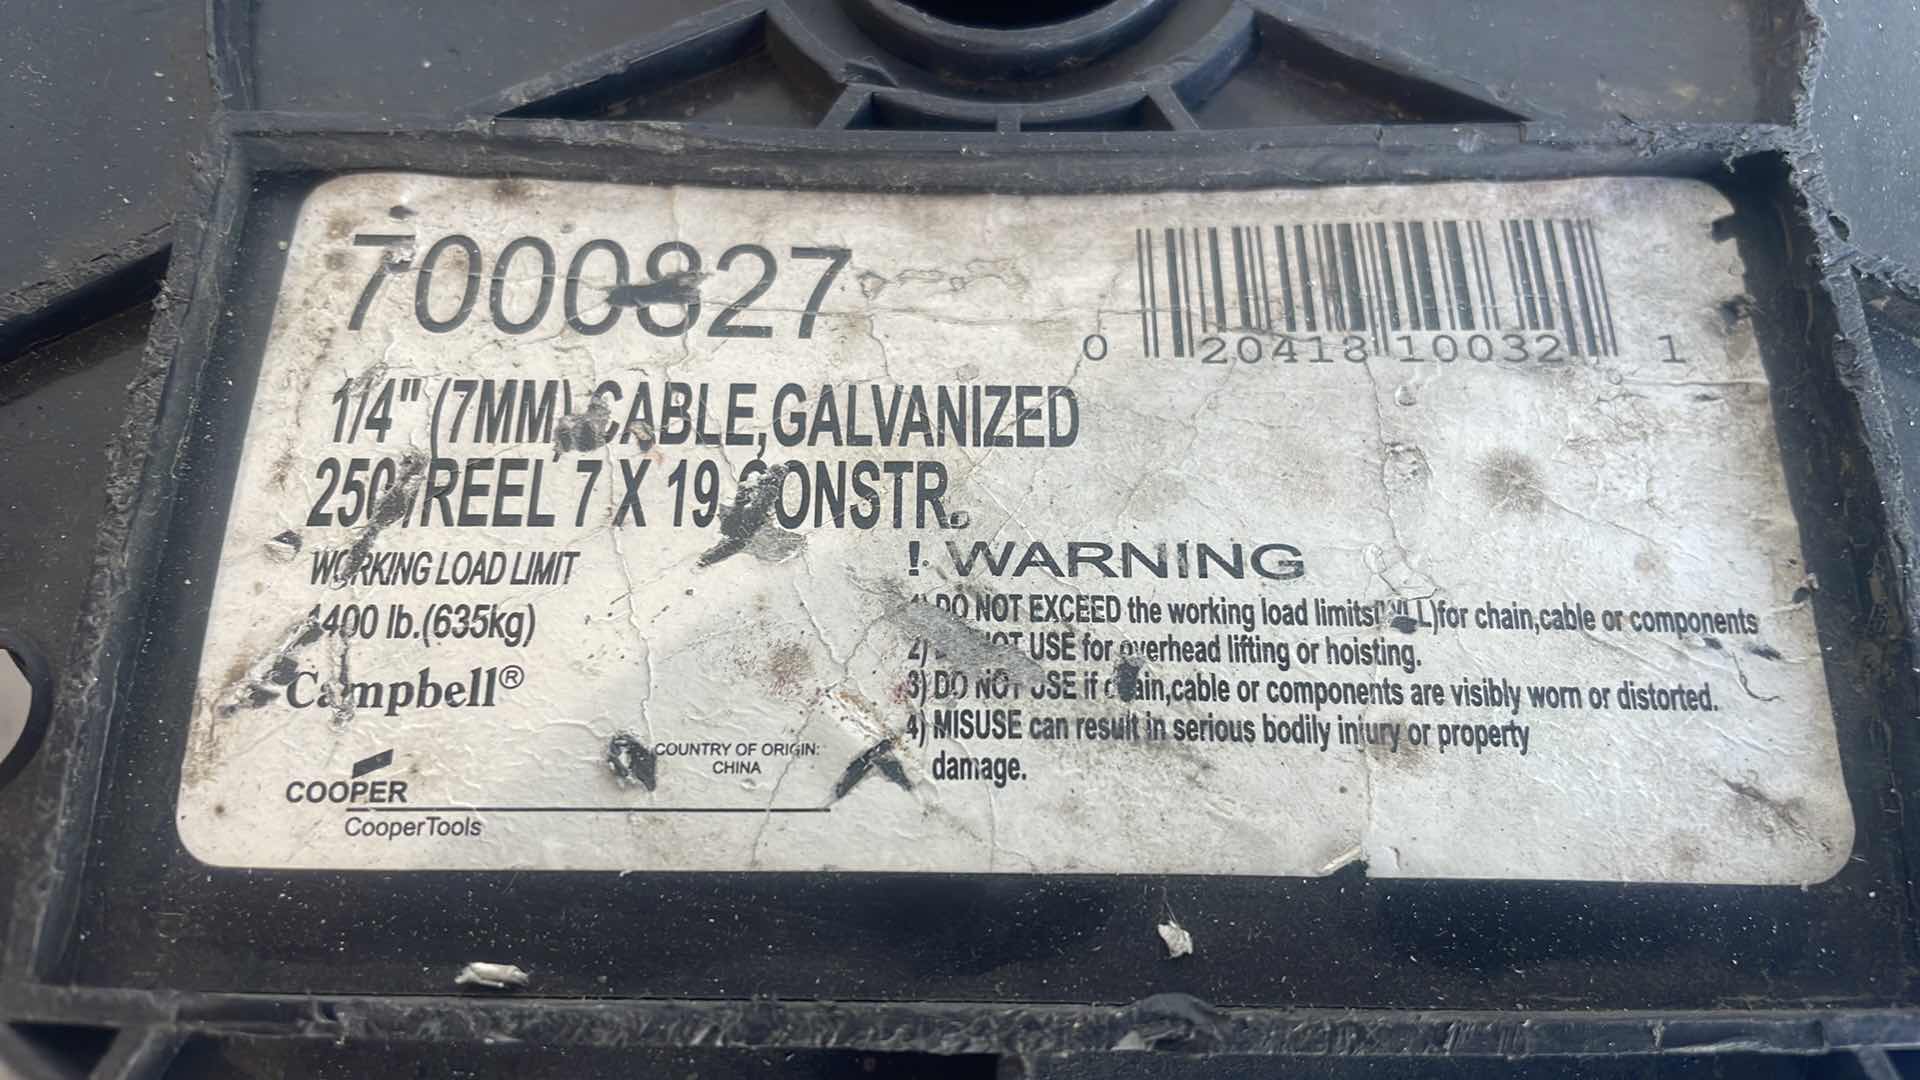 7000827
0 20418 10032 1
1/4" (7MM) CABLE,GALVANIZED
250'/REEL 7 X 19 CONSTR.
WORKING LOAD LIMIT
1400 lb.(635kg)
Campbell®
COOPER
CooperTools
COUNTRY OF ORIGIN:
CHINA
! WARNING
1) DO NOT EXCEED the working load limits(WLL)for chain,cable or components
2) DO NOT USE for overhead lifting or hoisting.
3) DO NOT USE if chain,cable or components are visibly worn or distorted.
4) MISUSE can result in serious bodily injury or property
damage.